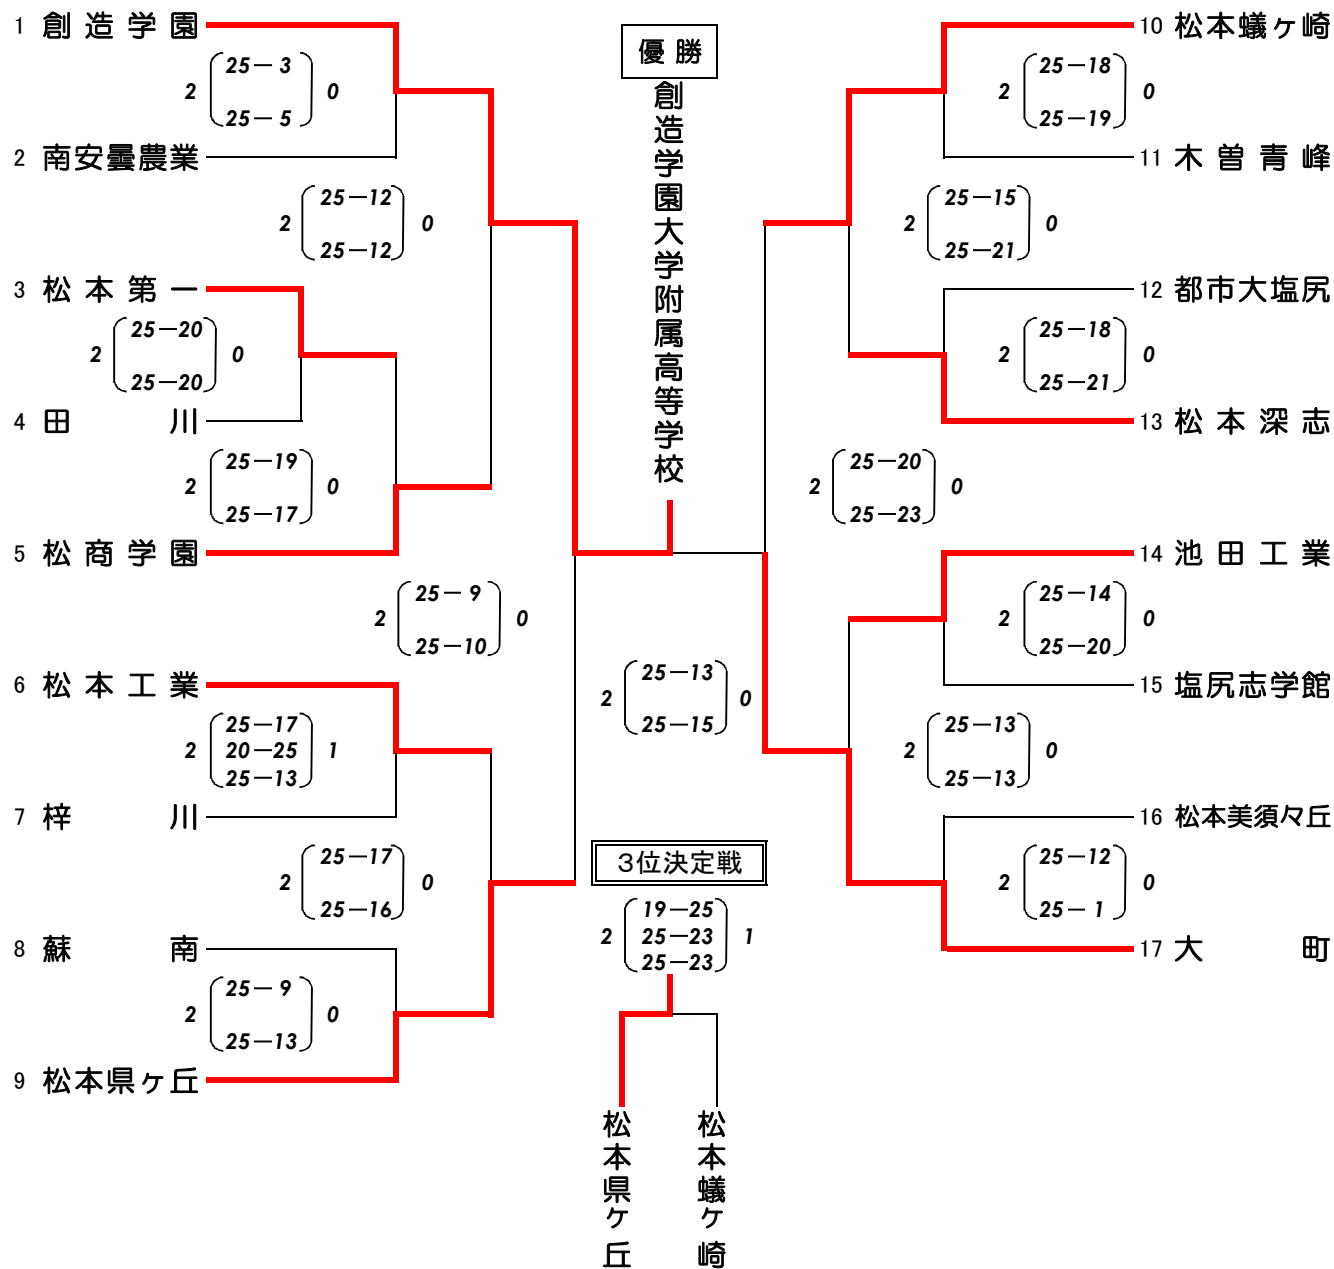 1 創造学園
2 25－3 0
25－5
2 南安曇農業
2 25－12 0
25－12
3 松本第一
2 25－20 0
25－20
4 田川
2 25－19 0
25－17
5 松商学園
2 25－9 0
25－10
6 松本工業
25－17
2 20－25 1
25－13
7 梓川
2 25－17 0
25－16
8 蘇南
2 25－9 0
25－13
9 松本県ヶ丘
優勝
創造学園大学附属高等学校
2 25－13 0
25－15
3位決定戦
19－25
2 25－23 1
25－23
松本県ケ丘
松本蟻ケ崎
10 松本蟻ヶ崎
2 25－18 0
25－19
11 木曽青峰
2 25－15 0
25－21
12 都市大塩尻
2 25－18 0
25－21
13 松本深志
2 25－20 0
25－23
14 池田工業
2 25－14 0
25－20
15 塩尻志学館
2 25－13 0
25－13
16 松本美須々丘
2 25－12 0
25－1
17 大町